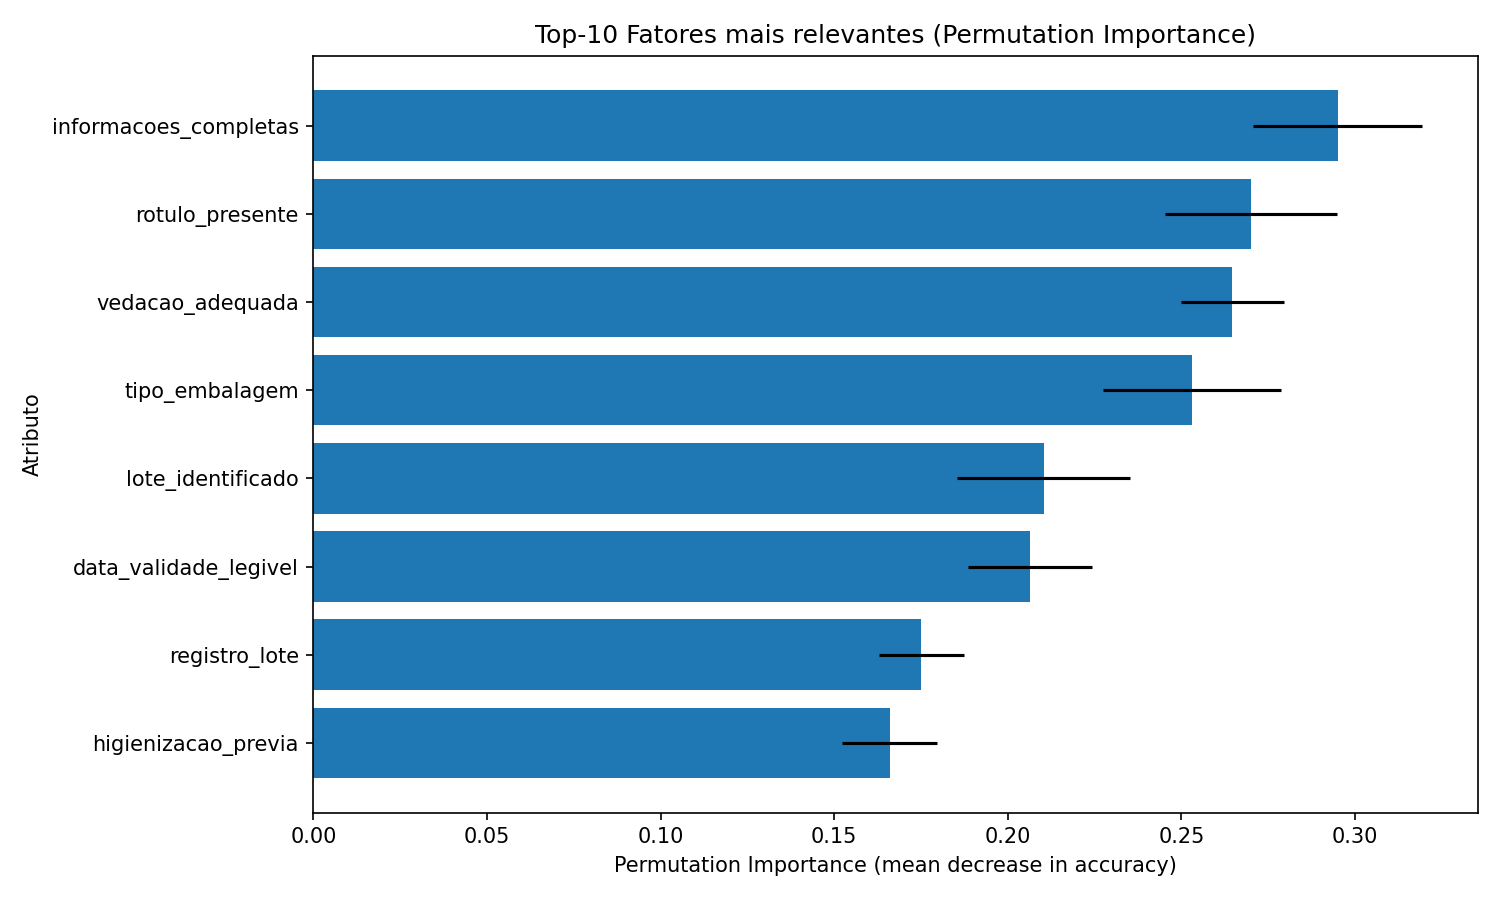 Top-10 Fatores mais relevantes (Permutation Importance)
informacoes_completas
rotulo_presente
vedacao_adequada
tipo_embalagem
lote_identificado
data_validade_legivel
registro_lote
higienizacao_previa
Atributo
0.00 0.05 0.10 0.15 0.20 0.25 0.30
Permutation Importance (mean decrease in accuracy)